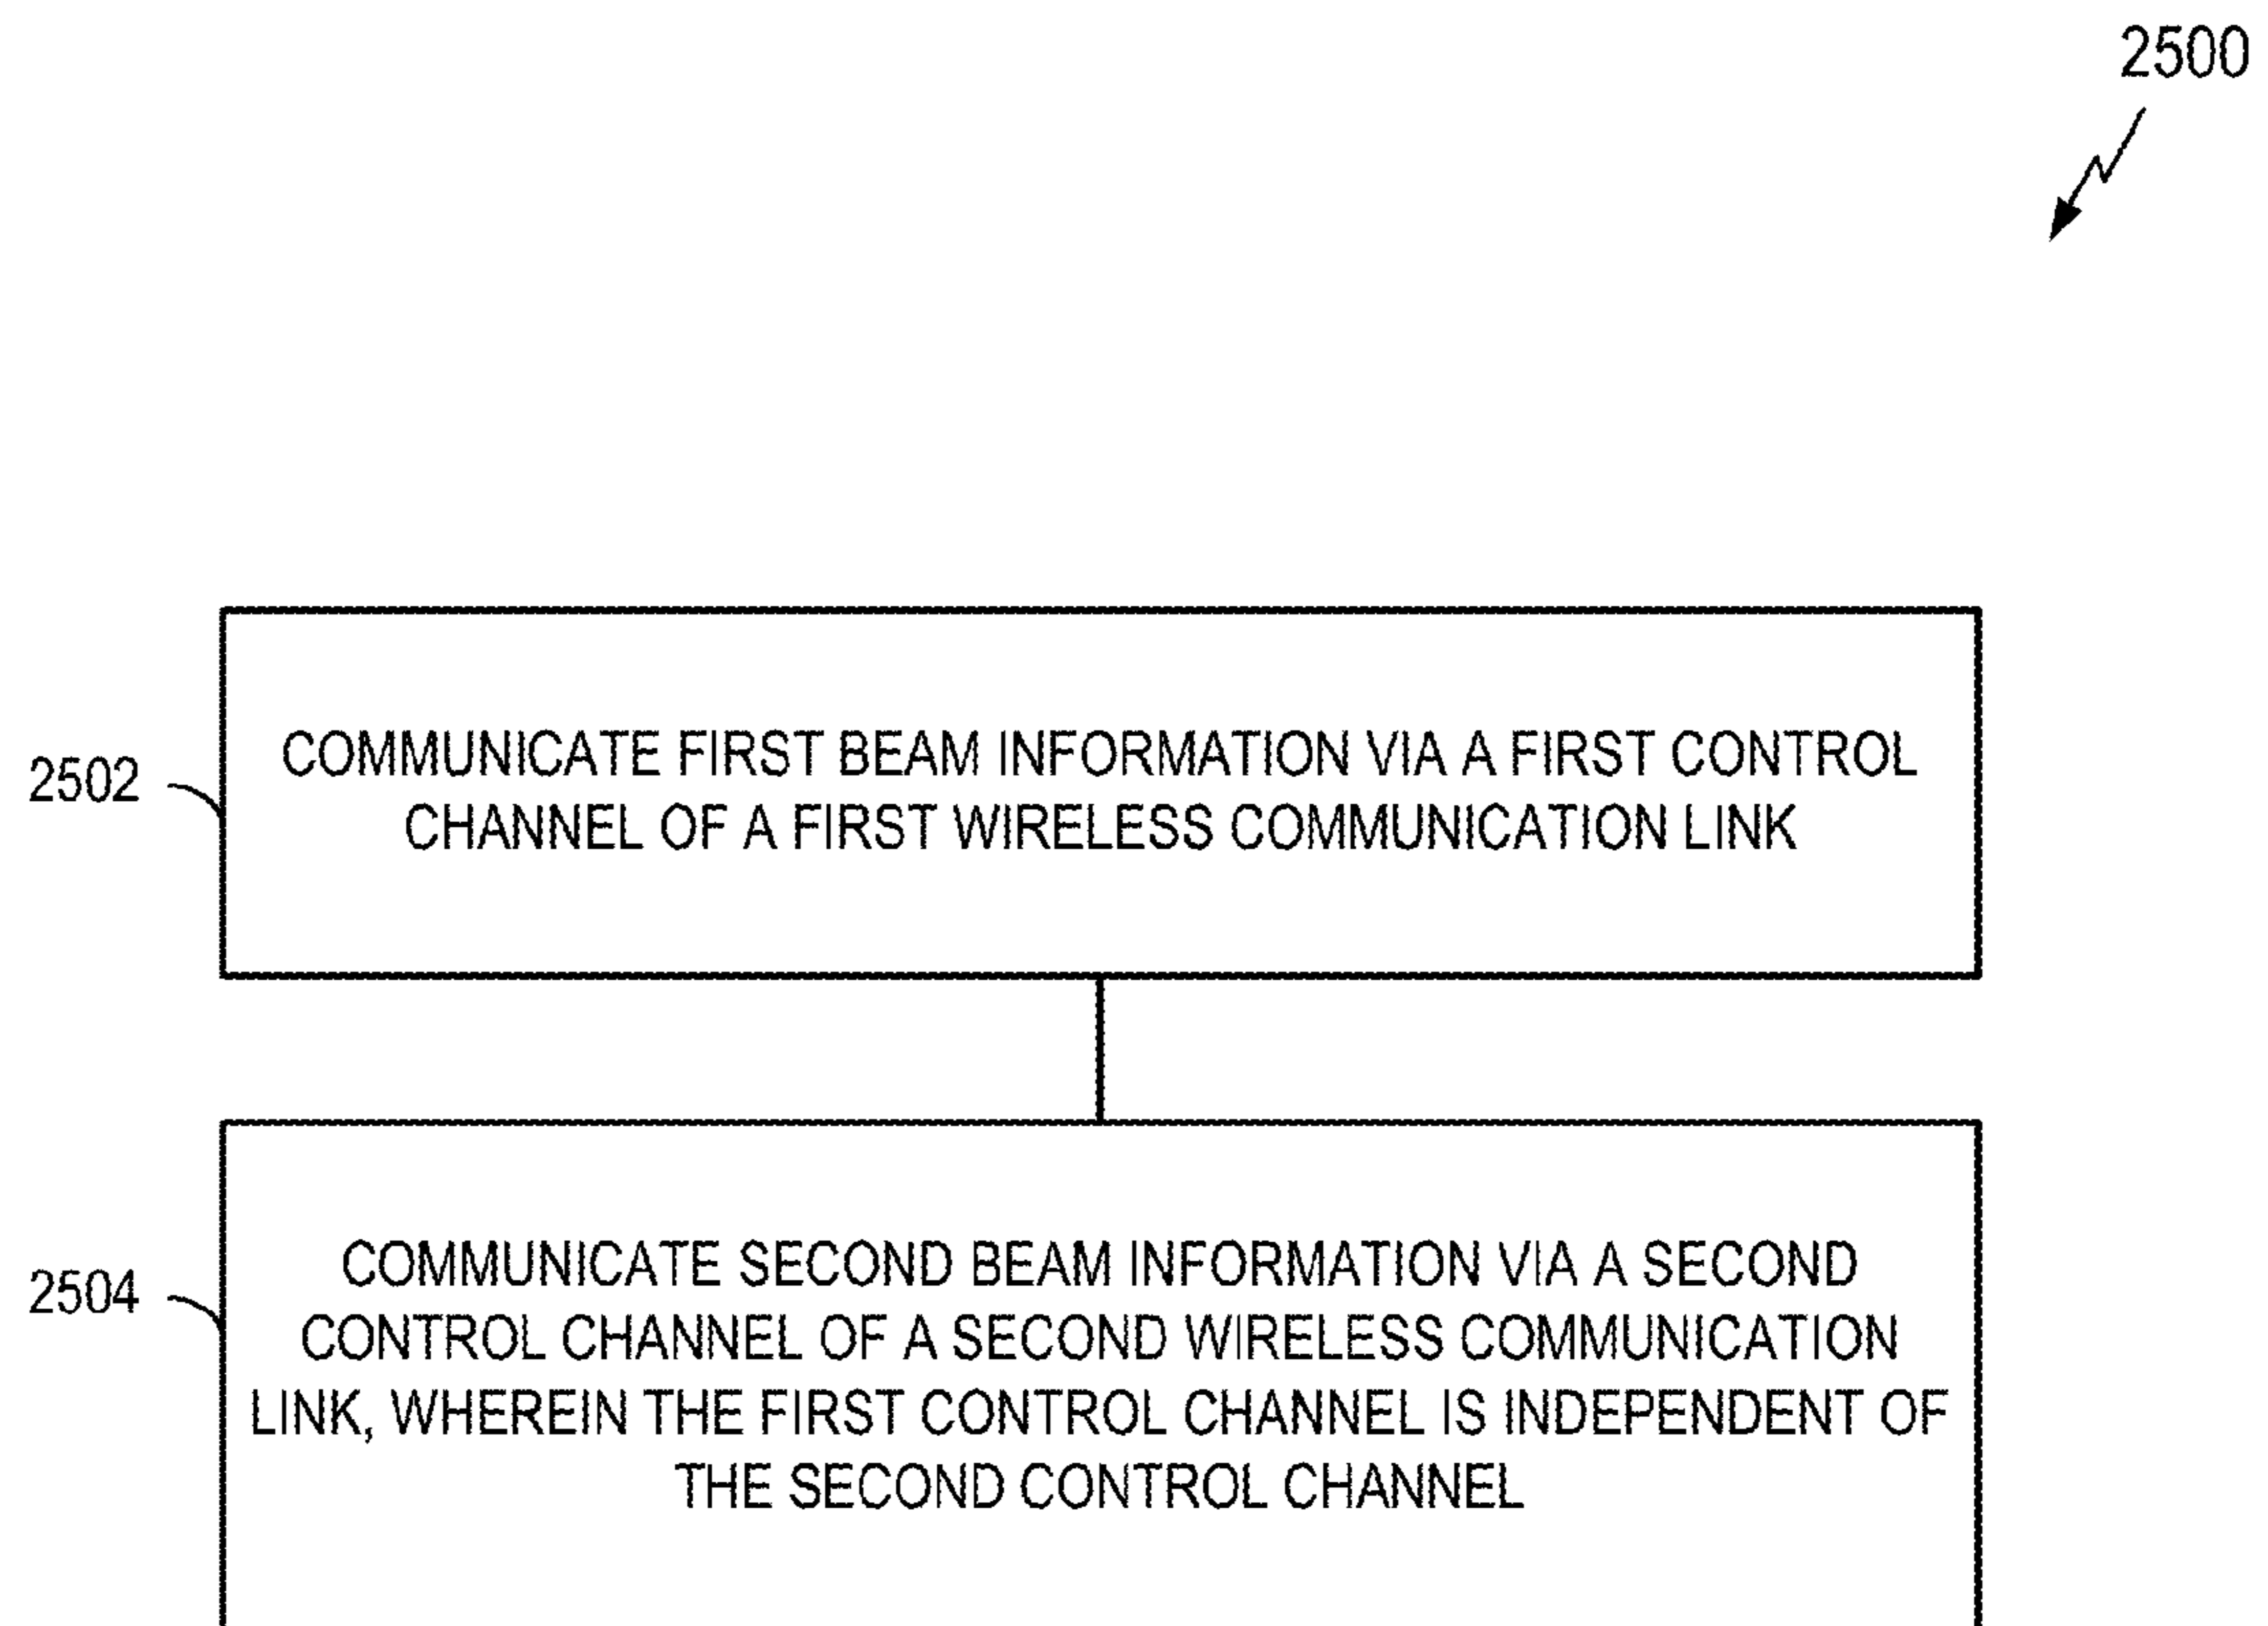 2500
2502
COMMUNICATE FIRST BEAM INFORMATION VIA A FIRST CONTROL
CHANNEL OF A FIRST WIRELESS COMMUNICATION LINK
2504
COMMUNICATE SECOND BEAM INFORMATION VIA A SECOND
CONTROL CHANNEL OF A SECOND WIRELESS COMMUNICATION
LINK, WHEREIN THE FIRST CONTROL CHANNEL IS INDEPENDENT OF
THE SECOND CONTROL CHANNEL